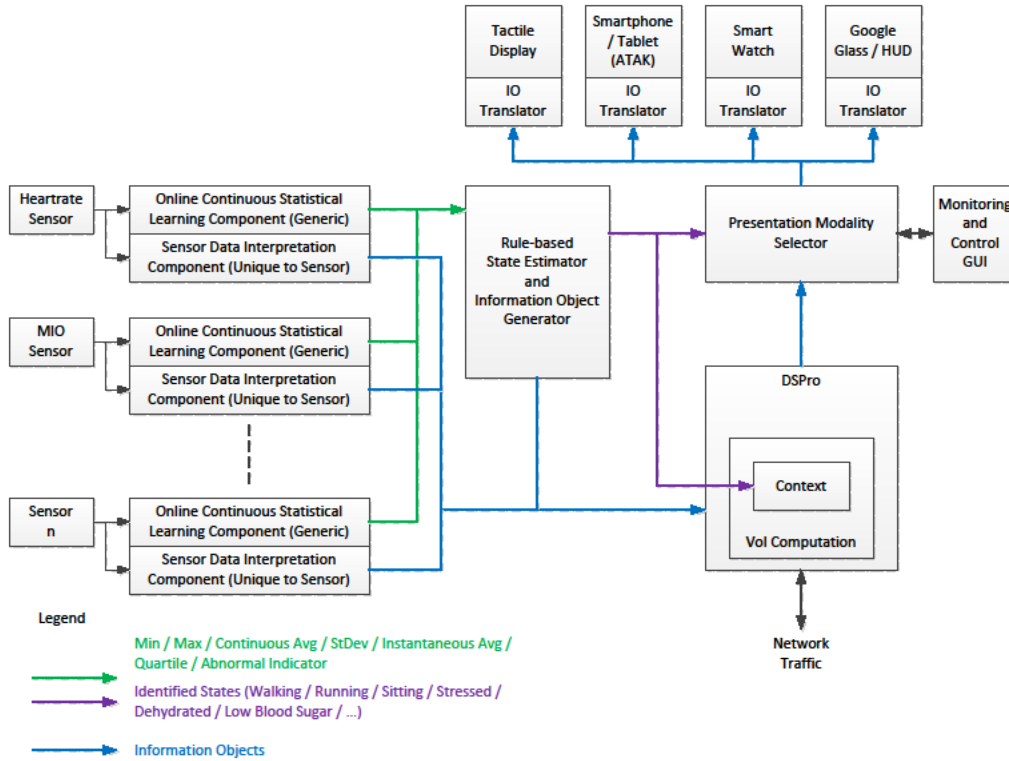 Tactile
Display
IO
Translator
Smartphone
/ Tablet
(ATAK)
IO
Translator
Smart
Watch
IO
Translator
Google
Glass / HUD
IO
Translator
Heartrate
Sensor
Online Continuous Statistical
Learning Component (Generic)
Sensor Data Interpretation
Component (Unique to Sensor)
MIO
Sensor
Online Continuous Statistical
Learning Component (Generic)
Sensor Data Interpretation
Component (Unique to Sensor)
Sensor
n
Online Continuous Statistical
Learning Component (Generic)
Sensor Data Interpretation
Component (Unique to Sensor)
Rule-based
State Estimator
and
Information Object
Generator
Presentation Modality
Selector
Monitoring
and
Control
GUI
DSPro
Context
VoI Computation
Network
Traffic
Legend
Min / Max / Continuous Avg / StDev / Instantaneous Avg /
Quartile / Abnormal Indicator
Identified States (Walking / Running / Sitting / Stressed /
Dehydrated / Low Blood Sugar / ...)
Information Objects